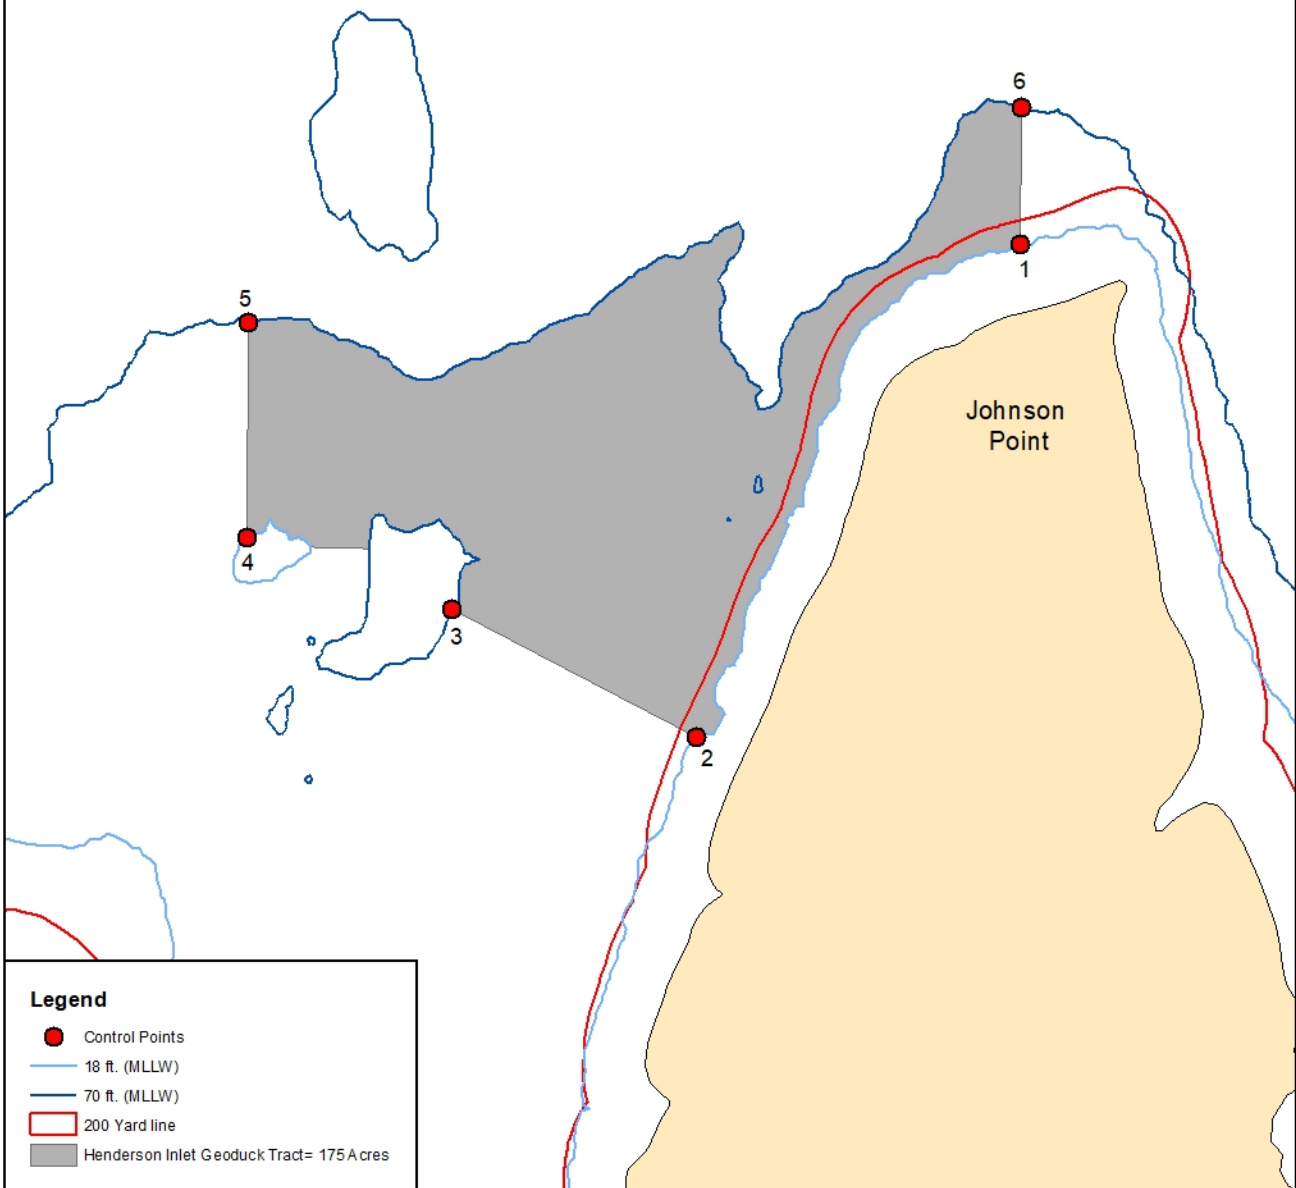 6
1
5
Johnson
Point
4
3
2
Legend
Control Points
18 ft. (MLLW)
70 ft. (MLLW)
200 Yard line
Henderson Inlet Geoduck Tract= 175 Acres